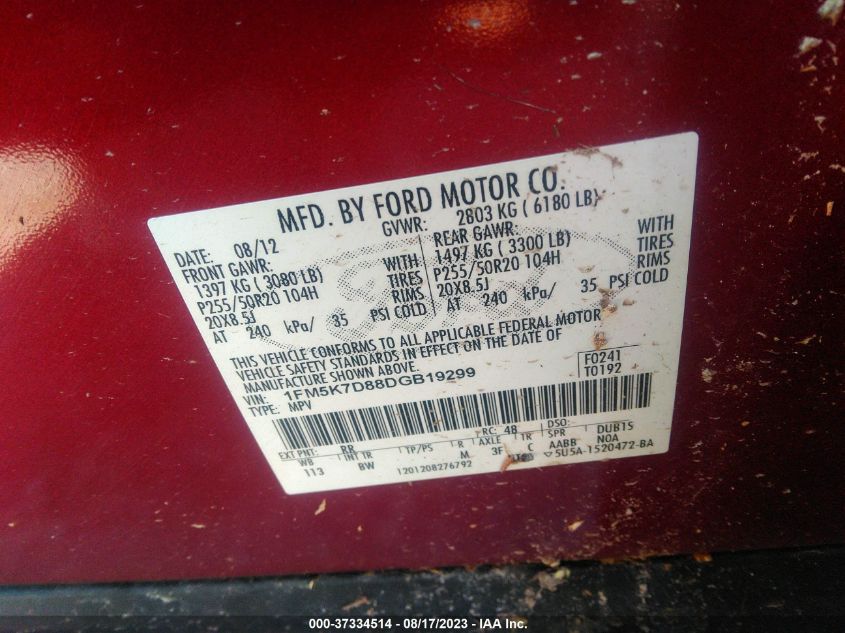 MFD. BY FORD MOTOR CO.
DATE: 08/12 GVWR: 2803 KG ( 6180 LB)
FRONT GAWR: REAR GAWR: WITH
1397 KG ( 3080 LB) WITH 1497 KG ( 3300 LB) TIRES
P255/50R20 104H TIRES P255/50R20 104H RIMS
20X8.5J RIMS 20X8.5J
AT 240 kPa/ 35 PSI COLD AT 240 kPa/ 35 PSI COLD
THIS VEHICLE CONFORMS TO ALL APPLICABLE FEDERAL MOTOR
VEHICLE SAFETY STANDARDS IN EFFECT ON THE DATE OF
MANUFACTURE SHOWN ABOVE.
VIN: 1FM5K7D88DGB19299
TYPE: MPV
F0241
T0192
EXT PNT: RR RC: 48 DSO:
WB INT TR TP/PS R AXLE TR SPR DUB1S
113 BW M 3F C AABB NOA
1201208276792 5U5A-1520472-BA
000-37334514 - 08/17/2023 - IAA Inc.